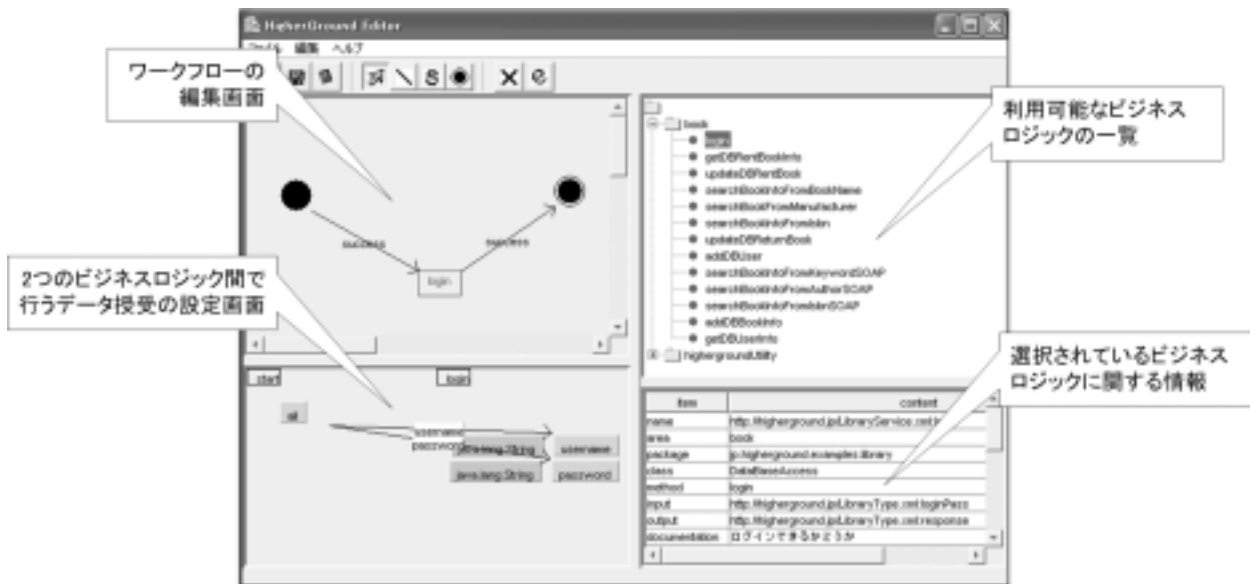 HigherGround Editor
編集 ヘルプ
ワークフローの
編集画面
success
success
login
2つのビジネスロジック間で
行うデータ授受の設定画面
start
login
all
username
password
java.lang.String
username
java.lang.String
password
利用可能なビジネス
ロジックの一覧
book
login
getDBRentBookInfo
updateDBRentBook
searchBookInfoFromBookName
searchBookFromManufacturer
searchBookInfoFromIsbn
updateDBReturnBook
addDBUser
searchBookInfoFromKeywordSOAP
searchBookInfoFromAuthorSOAP
searchBookInfoFromIsbnSOAP
addDBBookInfo
getDBUserInfo
highergroundUtility
選択されているビジネス
ロジックに関する情報
item content
name http://higherground.jp/LibraryService.xml
area book
package jp.higherground.examples.library
class DataBaseAccess
method login
input http://higherground.jp/LibraryType.xml:loginPass
output http://higherground.jp/LibraryType.xml:response
documentation ログインできるかどうか